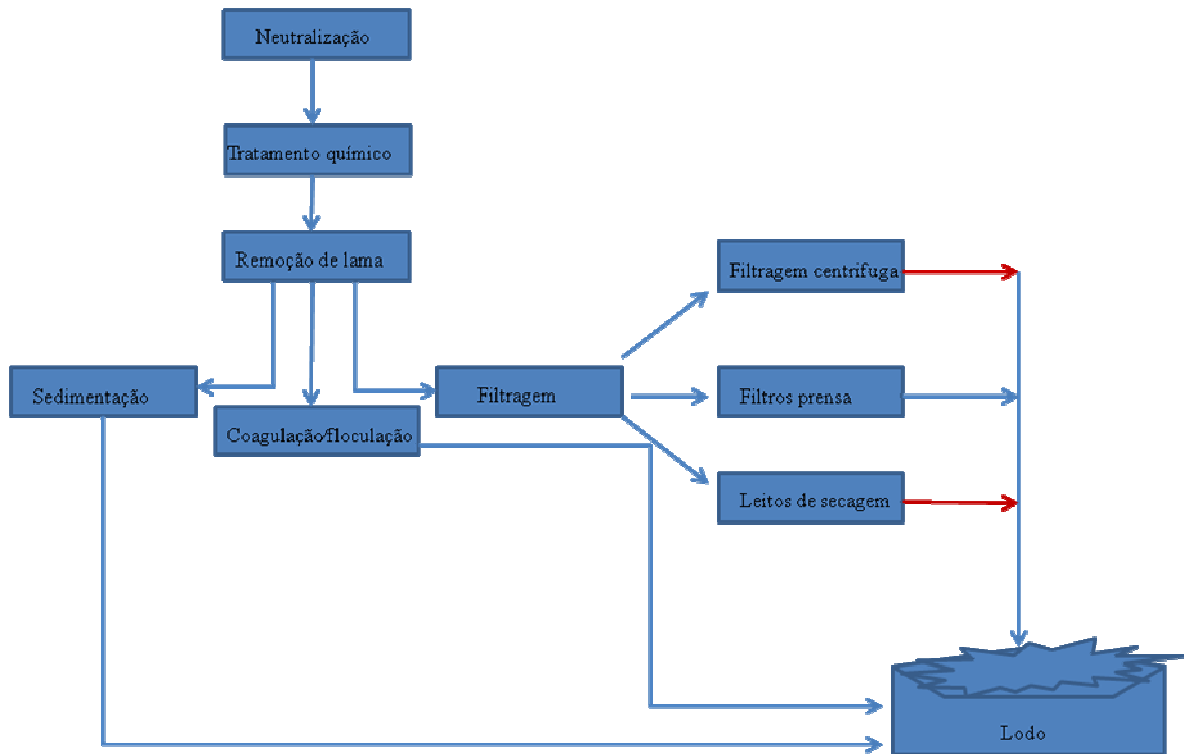 Neutralização
Tratamento químico
Remoção de lama
Filtragem centrifuga
Sedimentação
Filtragem
Filtros prensa
Coagulação/floculação
Leitos de secagem
Lodo